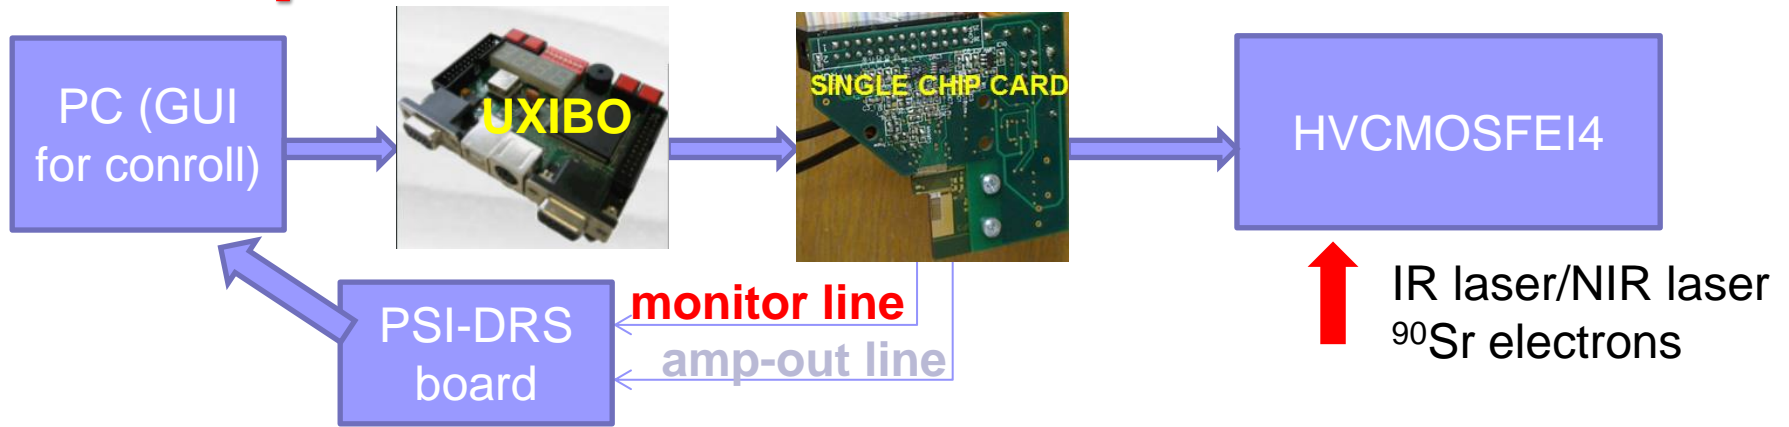 PC (GUI
for conroll)
UXIBO
SINGLE CHIP CARD
HVCMOSFEI4
monitor line
amp-out line
PSI-DRS
board
IR laser/NIR laser
⁹⁰Sr electrons